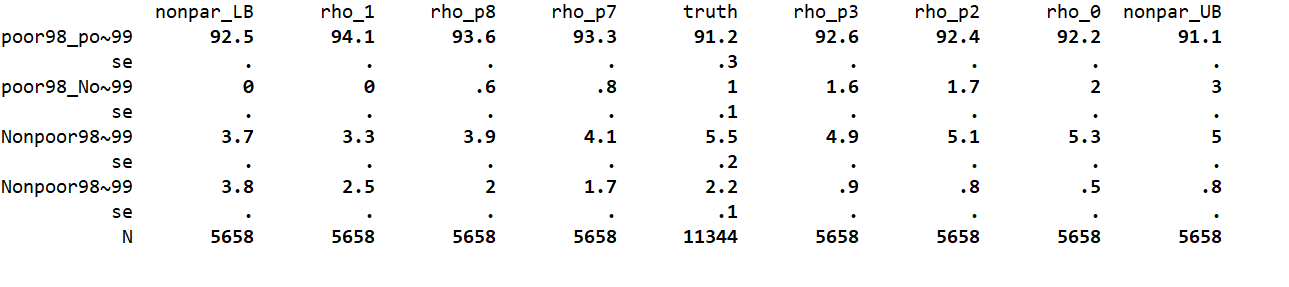 nonpar_LB rho_1 rho_p8 rho_p7 truth rho_p3 rho_p2 rho_0 nonpar_UB
poor98_po~99 92.5 94.1 93.6 93.3 91.2 92.6 92.4 92.2 91.1
se . . . . .3 . . . .
poor98_No~99 0 0 .6 .8 1 1.6 1.7 2 3
se . . . . .1 . . . .
Nonpoor98~99 3.7 3.3 3.9 4.1 5.5 4.9 5.1 5.3 5
se . . . . .2 . . . .
Nonpoor98~99 3.8 2.5 2 1.7 2.2 .9 .8 .5 .8
se . . . . .1 . . . .
N 5658 5658 5658 5658 11344 5658 5658 5658 5658